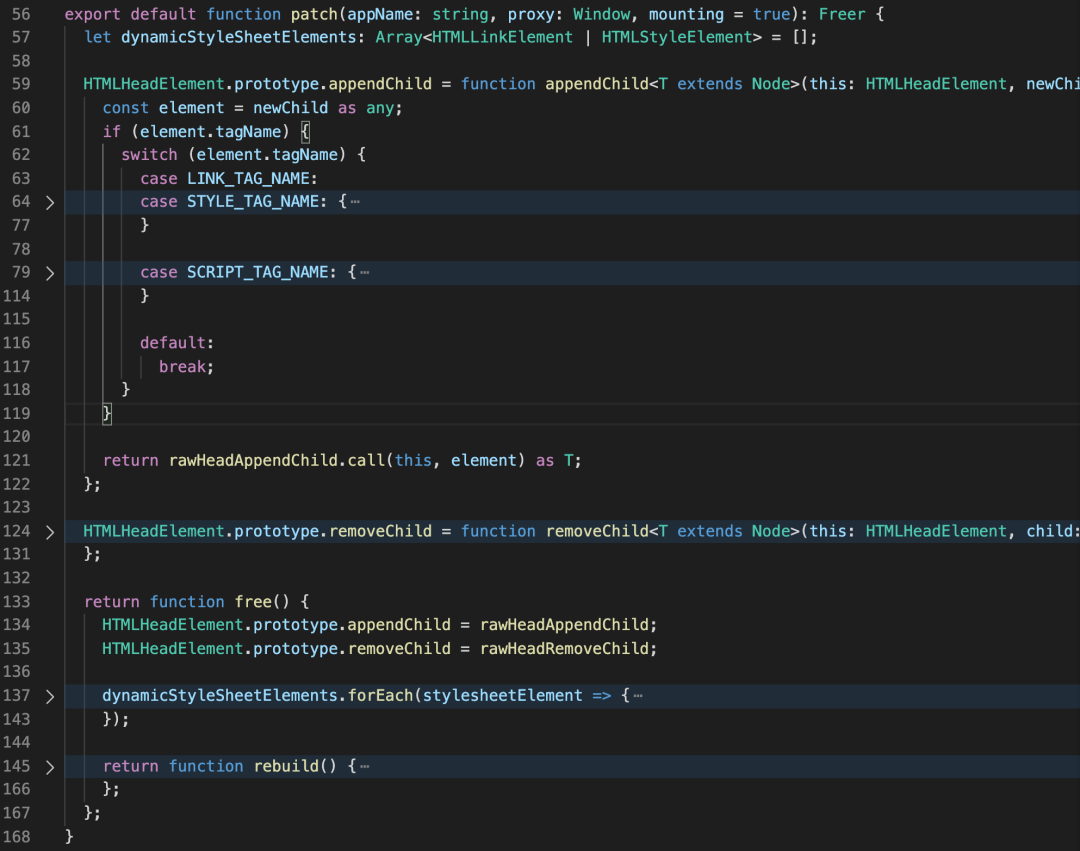 56 export default function patch(appName: string, proxy: Window, mounting = true): Freer {
57 let dynamicStyleSheetElements: Array<HTMLLinkElement | HTMLStyleElement> = [];
58
59 HTMLHeadElement.prototype.appendChild = function appendChild<T extends Node>(this: HTMLHeadElement, newChi
60 const element = newChild as any;
61 if (element.tagName) {
62 switch (element.tagName) {
63 case LINK_TAG_NAME:
64 case STYLE_TAG_NAME: {⋯
77 }
78
79 case SCRIPT_TAG_NAME: {⋯
114 }
115
116 default:
117 break;
118 }
119 }
120
121 return rawHeadAppendChild.call(this, element) as T;
122 };
123
124 HTMLHeadElement.prototype.removeChild = function removeChild<T extends Node>(this: HTMLHeadElement, child:
131 };
132
133 return function free() {
134 HTMLHeadElement.prototype.appendChild = rawHeadAppendChild;
135 HTMLHeadElement.prototype.removeChild = rawHeadRemoveChild;
136
137 dynamicStyleSheetElements.forEach(stylesheetElement => {⋯
143 });
144
145 return function rebuild() {⋯
166 };
167 };
168 }